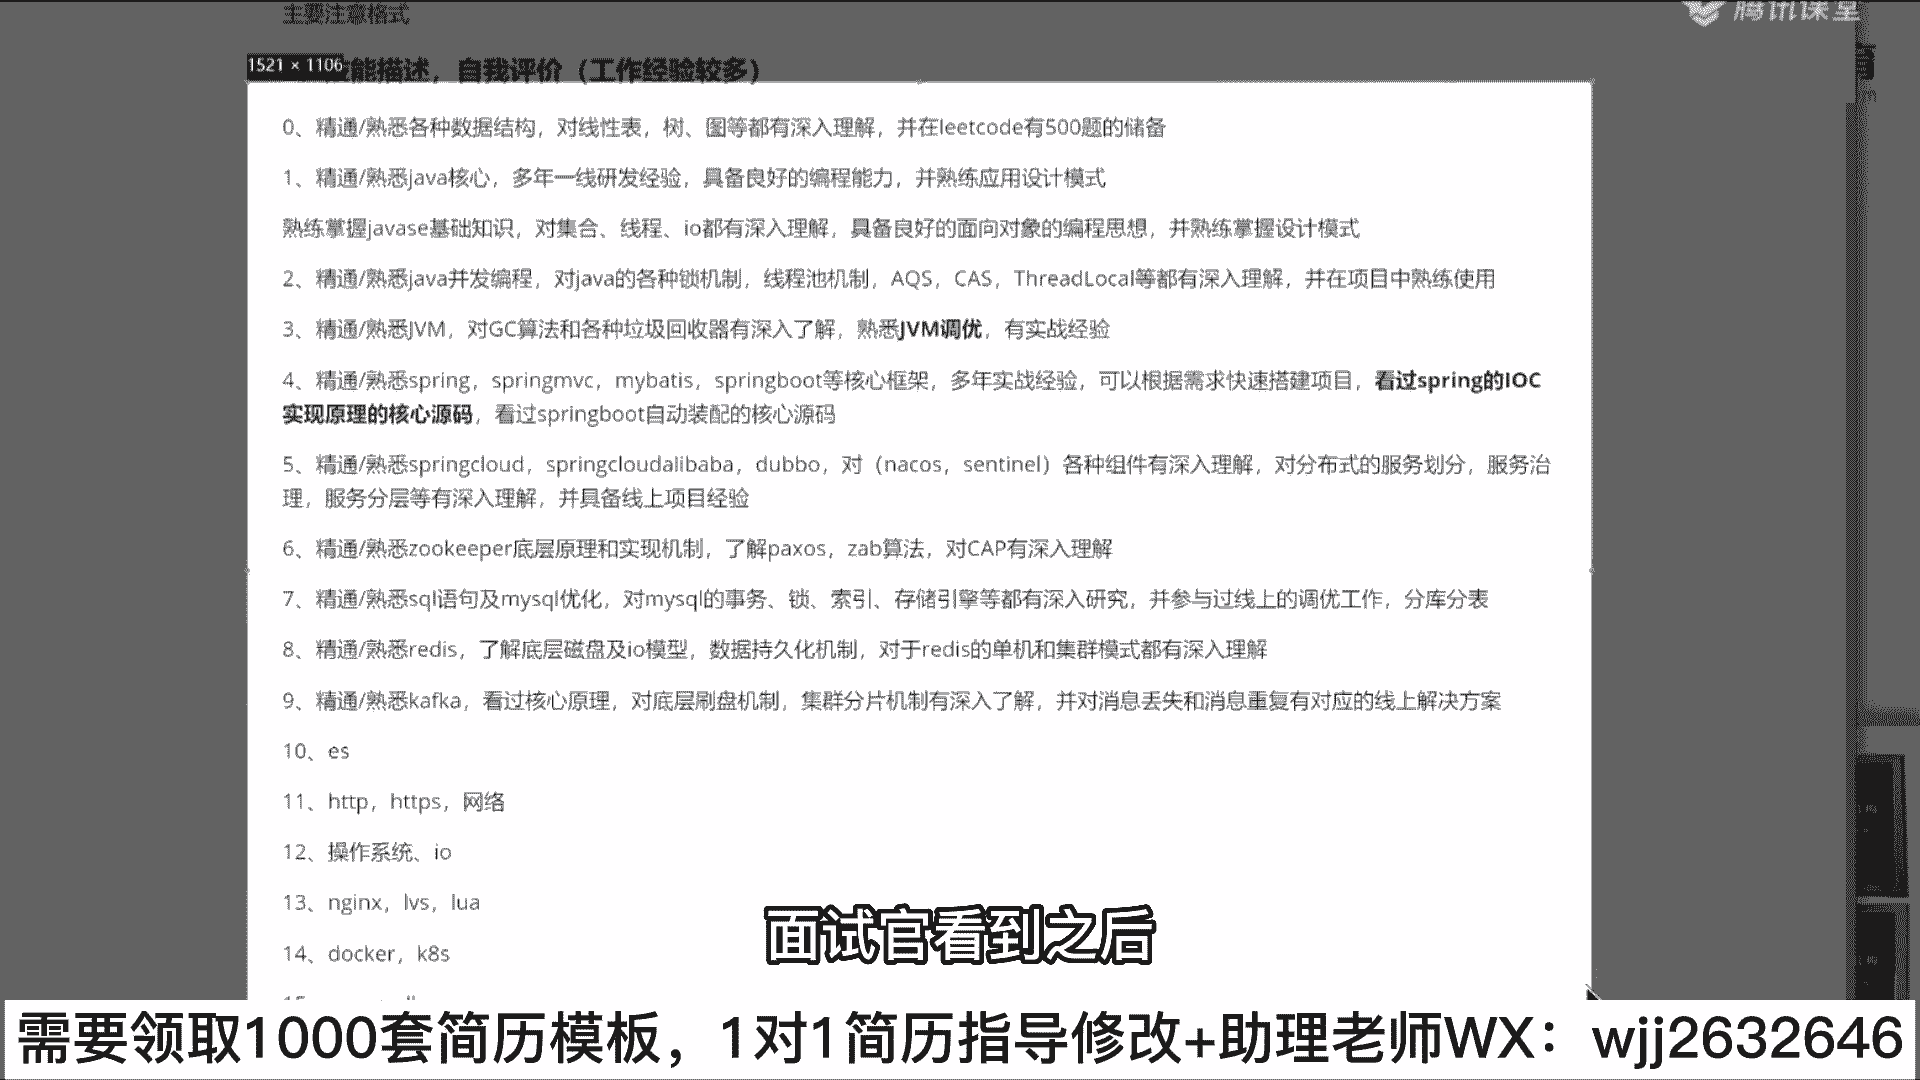 主要注意格式
腾讯课堂
1521 × 1106
能描述，自我评价（工作经验较多）
0、精通/熟悉各种数据结构，对线性表，树、图等都有深入理解，并在leetcode有500题的储备
1、精通/熟悉java核心，多年一线研发经验，具备良好的编程能力，并熟练应用设计模式
熟练掌握javase基础知识，对集合、线程、io都有深入理解，具备良好的面向对象的编程思想，并熟练掌握设计模式
2、精通/熟悉java并发编程，对java的各种锁机制，线程池机制，AQS，CAS，ThreadLocal等都有深入理解，并在项目中熟练使用
3、精通/熟悉JVM，对GC算法和各种垃圾回收器有深入了解，熟悉JVM调优，有实战经验
4、精通/熟悉spring，springmvc，mybatis，springboot等核心框架，多年实战经验，可以根据需求快速搭建项目，看过spring的IOC
实现原理的核心源码，看过springboot自动装配的核心源码
5、精通/熟悉springcloud，springcloudalibaba，dubbo，对（nacos，sentinel）各种组件有深入理解，对分布式的服务划分，服务治
理，服务分层等有深入理解，并具备线上项目经验
6、精通/熟悉zookeeper底层原理和实现机制，了解paxos，zab算法，对CAP有深入理解
7、精通/熟悉sql语句及mysql优化，对mysql的事务、锁、索引、存储引擎等都有深入研究，并参与过线上的调优工作，分库分表
8、精通/熟悉redis，了解底层磁盘及io模型，数据持久化机制，对于redis的单机和集群模式都有深入理解
9、精通/熟悉kafka，看过核心原理，对底层刷盘机制，集群分片机制有深入了解，并对消息丢失和消息重复有对应的线上解决方案
10、es
11、http，https，网络
12、操作系统、io
13、nginx，lvs，lua
14、docker，k8s
面试官看到之后
需要领取1000套简历模板，1对1简历指导修改+助理老师WX：wjj2632646